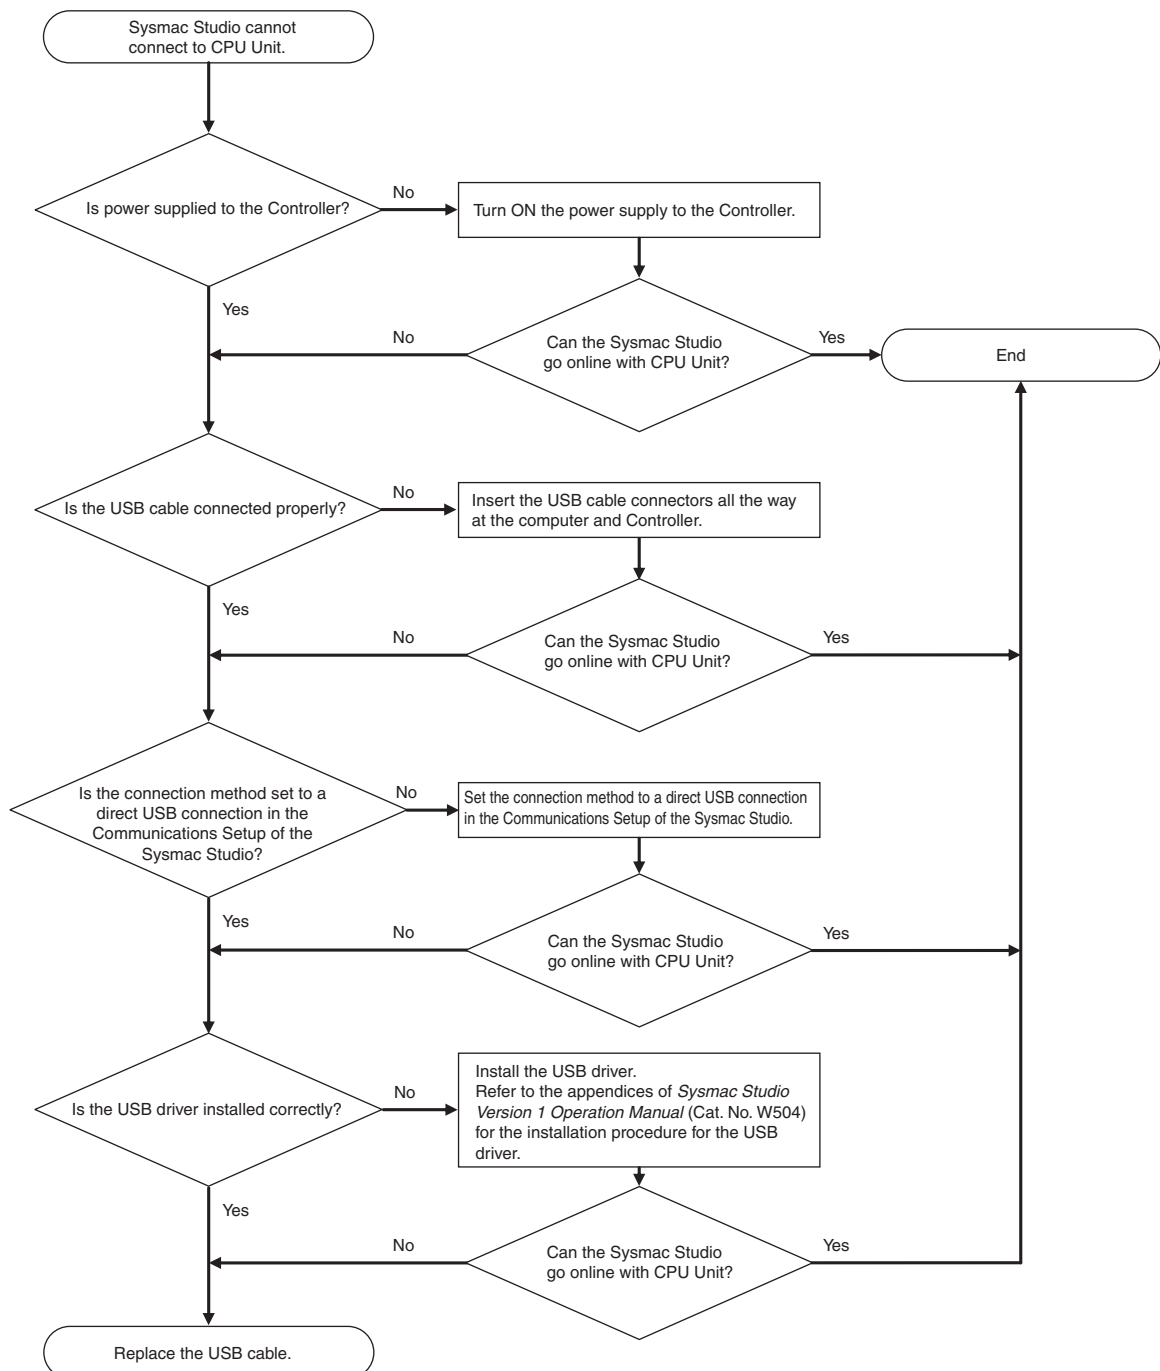 Sysmac Studio cannot
connect to CPU Unit.
Is power supplied to the Controller?
No
Turn ON the power supply to the Controller.
Yes
No
Can the Sysmac Studio
go online with CPU Unit?
Yes
End
Is the USB cable connected properly?
No
Insert the USB cable connectors all the way
at the computer and Controller.
Yes
No
Can the Sysmac Studio
go online with CPU Unit?
Yes
Is the connection method set to a
direct USB connection in the
Communications Setup of the
Sysmac Studio?
No
Set the connection method to a direct USB connection
in the Communications Setup of the Sysmac Studio.
Yes
No
Can the Sysmac Studio
go online with CPU Unit?
Yes
Is the USB driver installed correctly?
No
Install the USB driver.
Refer to the appendices of Sysmac Studio
Version 1 Operation Manual (Cat. No. W504)
for the installation procedure for the USB
driver.
Yes
No
Can the Sysmac Studio
go online with CPU Unit?
Yes
Replace the USB cable.